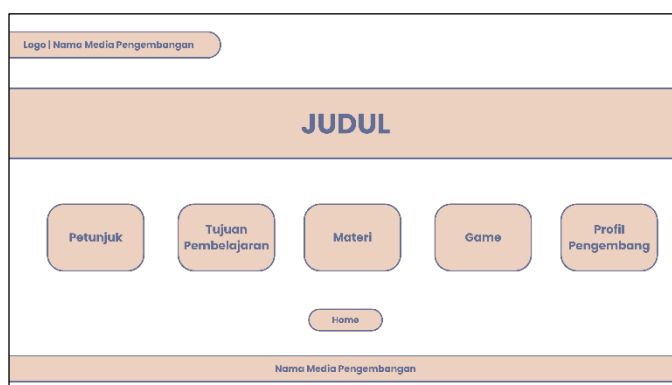 Logo | Nama Media Pengembangan
JUDUL
Petunjuk
Tujuan
Pembelajaran
Materi
Game
Profil
Pengembang
Home
Nama Media Pengembangan